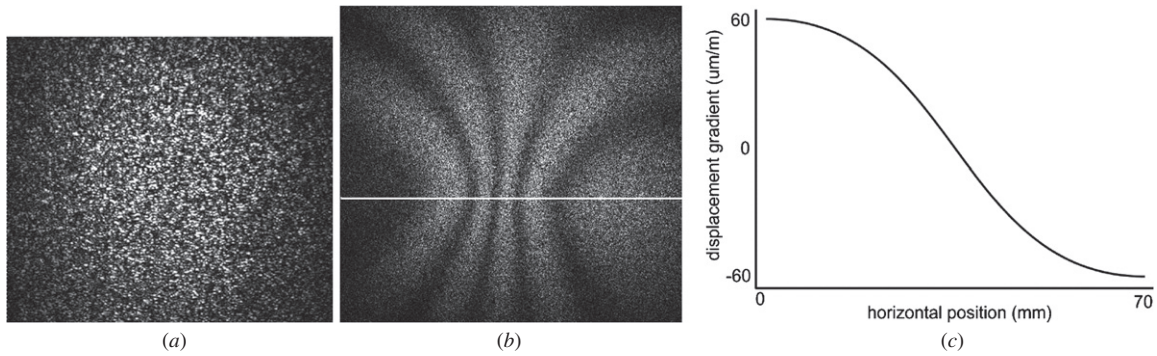 60
displacement gradient (um/m)
0
-60
0
70
horizontal position (mm)
(a)
(b)
(c)